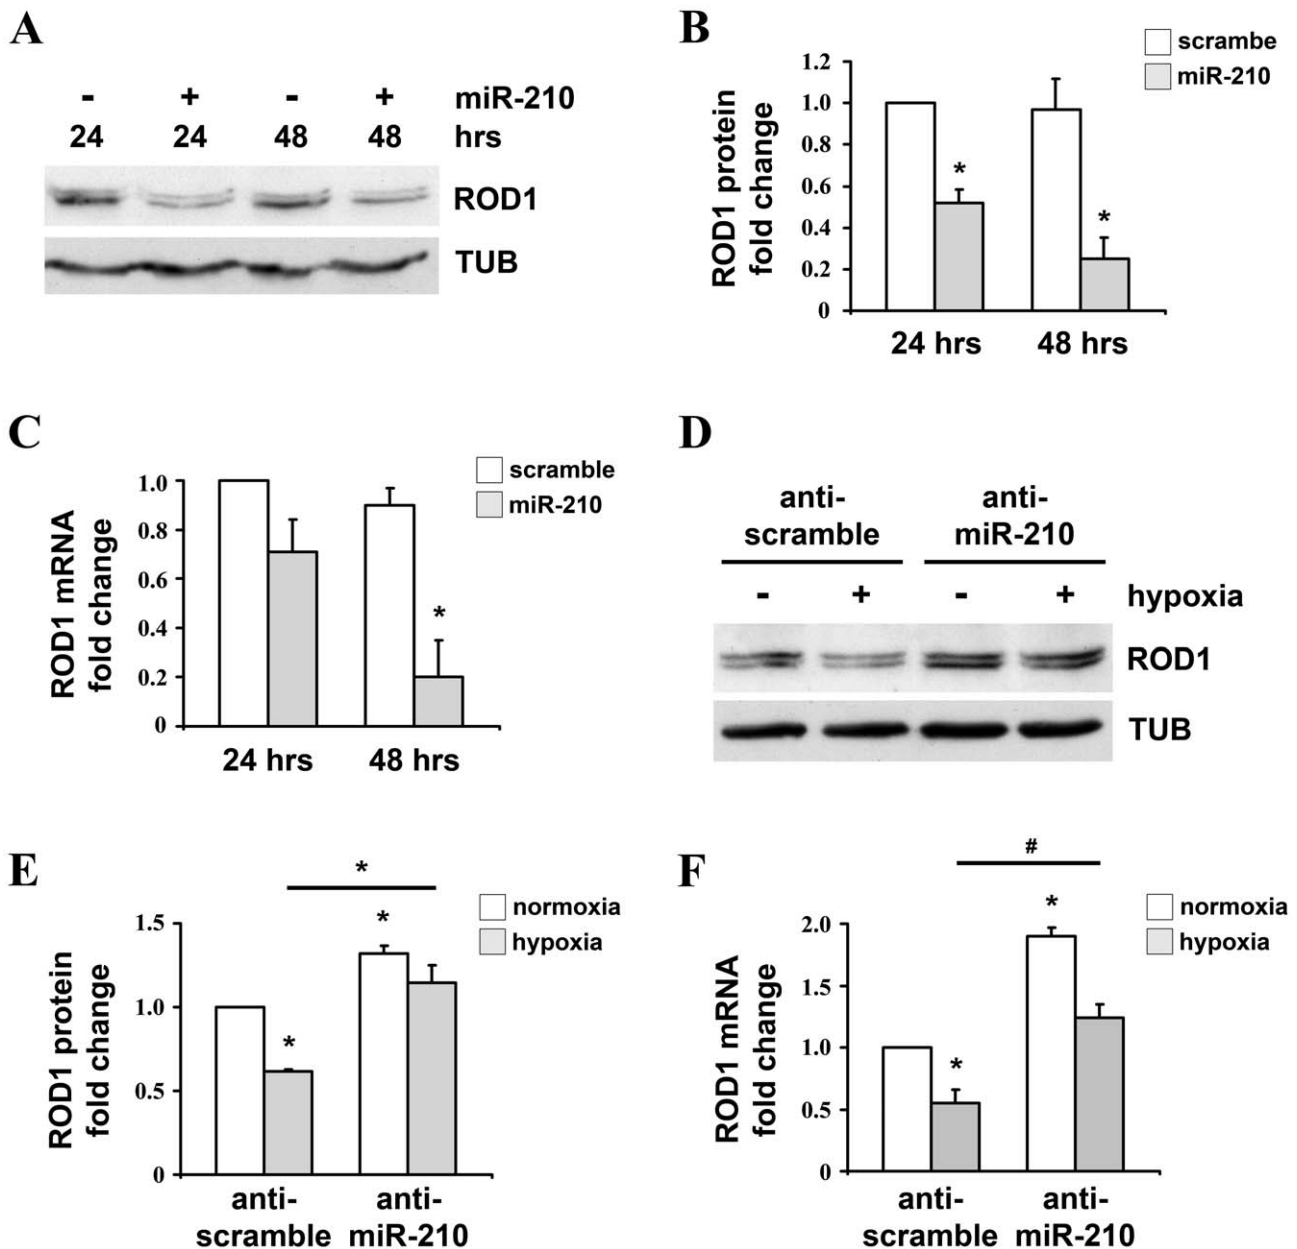 A
- + - + miR-210
24 24 48 48 hrs
ROD1
TUB
B
scrambe
miR-210
ROD1 protein
fold change
1.2
1.0
0.8
0.6
0.4
0.2
0
*
*
24 hrs 48 hrs
C
scramble
miR-210
ROD1 mRNA
fold change
1.0
0.8
0.6
0.4
0.2
0
*
24 hrs 48 hrs
D
anti-
scramble
anti-
miR-210
- + - + hypoxia
ROD1
TUB
E
*
normoxia
hypoxia
ROD1 protein
fold change
1.5
1.0
0.5
0
*
*
anti-
scramble
anti-
miR-210
F
#
normoxia
hypoxia
ROD1 mRNA
fold change
2.0
1.5
1.0
0.5
0
*
*
anti-
scramble
anti-
miR-210